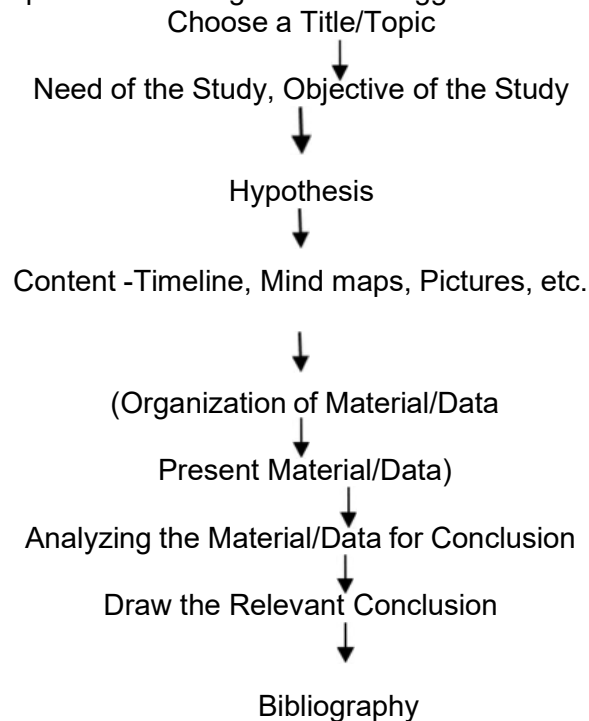 Choose a Title/Topic
Need of the Study, Objective of the Study
Hypothesis
Content -Timeline, Mind maps, Pictures, etc.
(Organization of Material/Data
Present Material/Data)
Analyzing the Material/Data for Conclusion
Draw the Relevant Conclusion
Bibliography